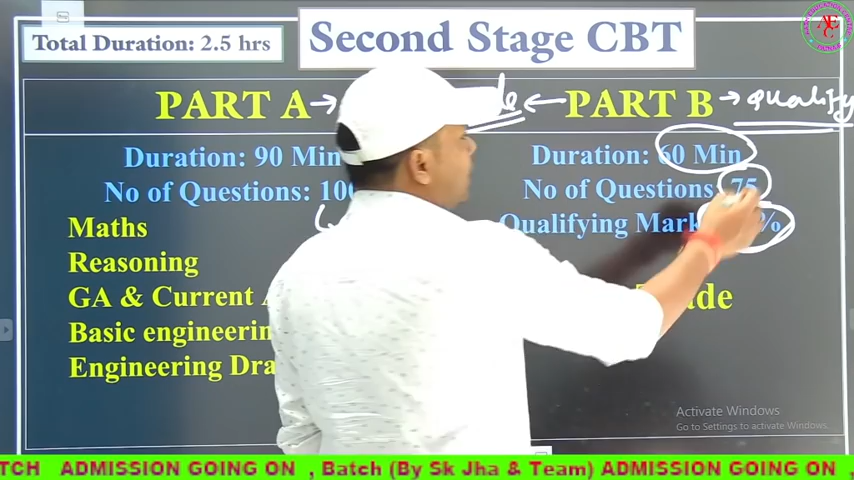 Total Duration: 2.5 hrs
Second Stage CBT
PART A
PART B
qualify
Duration: 90 Min
Duration: 60 Min
No of Questions: 100
No of Questions: 75
Maths
Qualifying Mark
%
Reasoning
GA & Current
Basic engineerin
Engineering Dra
Activate Windows
Go to Settings to activate Windows.
TCH ADMISSION GOING ON , Batch (By Sk Jha & Team) ADMISSION GOING ON ,